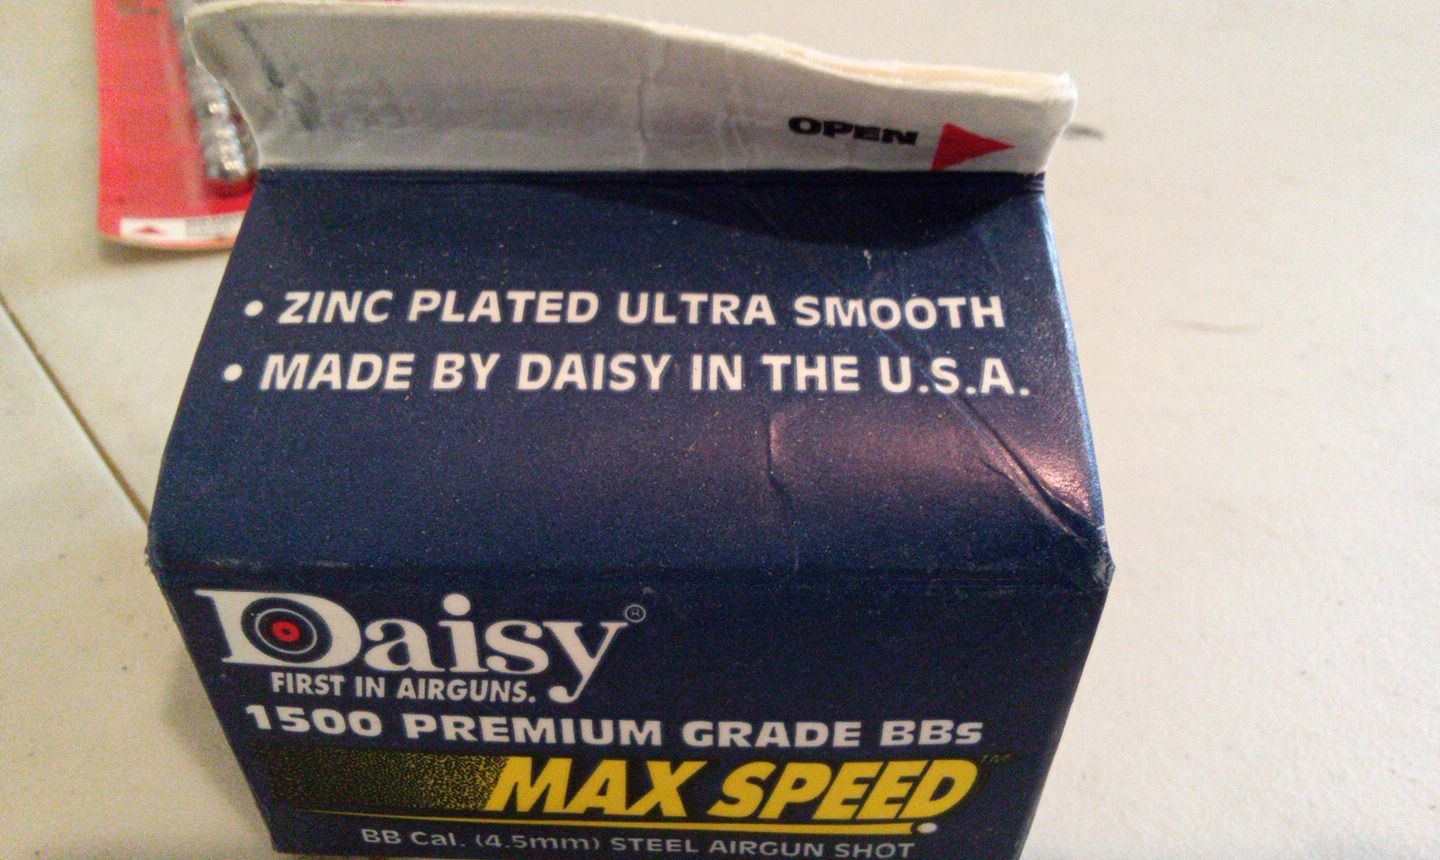 OPEN
• ZINC PLATED ULTRA SMOOTH
• MADE BY DAISY IN THE U.S.A.
Daisy®
FIRST IN AIRGUNS.
1500 PREMIUM GRADE BBs
MAX SPEED™
BB Cal. (4.5mm) STEEL AIRGUN SHOT